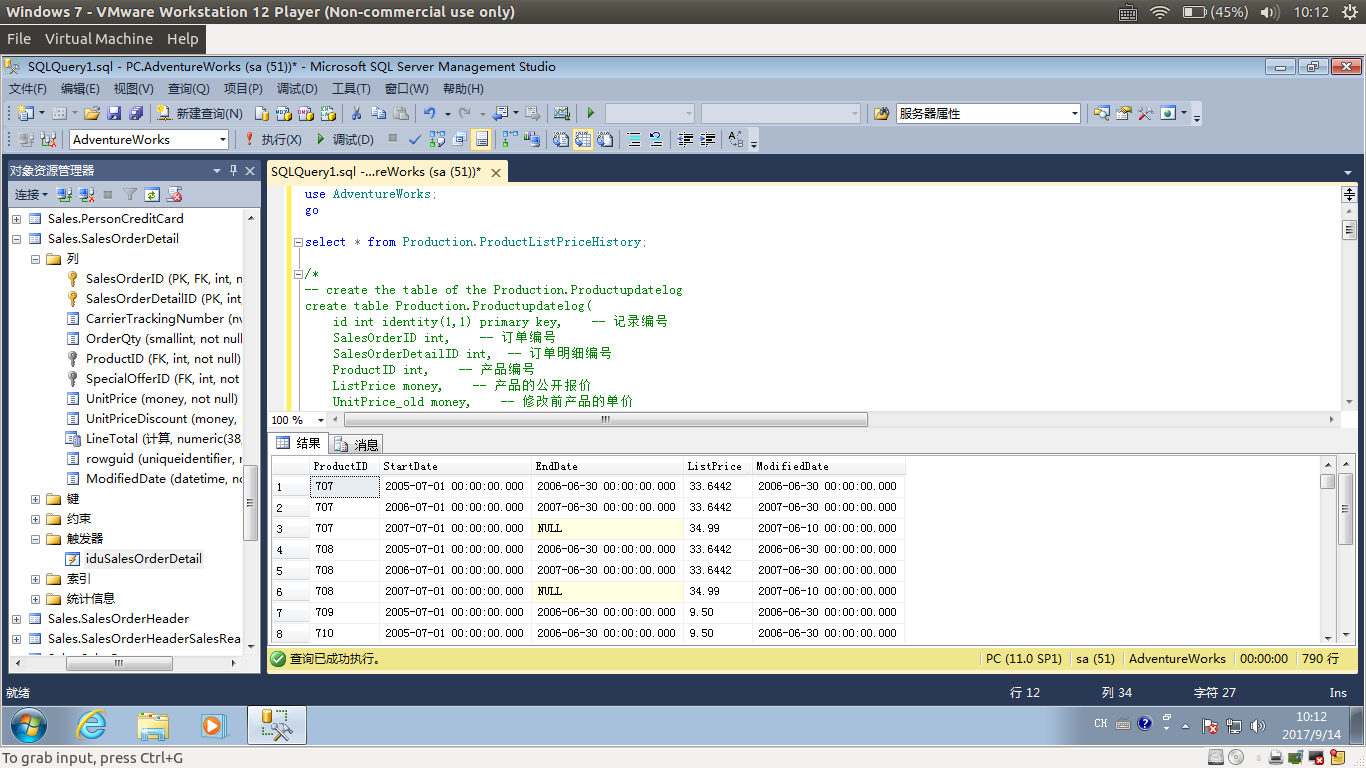 Windows 7 - VMware Workstation 12 Player (Non-commercial use only) (45%) 10:12
File Virtual Machine Help
SQLQuery1.sql - PC.AdventureWorks (sa (51))* - Microsoft SQL Server Management Studio
文件(F) 编辑(E) 视图(V) 查询(Q) 项目(P) 调试(D) 工具(T) 窗口(W) 帮助(H)
新建查询(N) 服务器属性
AdventureWorks 执行(X) 调试(D)
对象资源管理器
连接
Sales.PersonCreditCard
Sales.SalesOrderDetail
列
SalesOrderID (PK, FK, int, n
SalesOrderDetailID (PK, int,
CarrierTrackingNumber (nv
OrderQty (smallint, not null
ProductID (FK, int, not null)
SpecialOfferID (FK, int, not
UnitPrice (money, not null)
UnitPriceDiscount (money,
LineTotal (计算, numeric(38,
rowguid (uniqueidentifier, r
ModifiedDate (datetime, no
键
约束
触发器
iduSalesOrderDetail
索引
统计信息
Sales.SalesOrderHeader
Sales.SalesOrderHeaderSalesRea
SQLQuery1.sql -...reWorks (sa (51))*
use AdventureWorks;
go
select * from Production.ProductListPriceHistory;
/*
-- create the table of the Production.Productupdatelog
create table Production.Productupdatelog(
id int identity(1,1) primary key, -- 记录编号
SalesOrderID int, -- 订单编号
SalesOrderDetailID int, -- 订单明细编号
ProductID int, -- 产品编号
ListPrice money, -- 产品的公开报价
UnitPrice_old money, -- 修改前产品的单价
100 %
结果 消息
ProductID StartDate EndDate ListPrice ModifiedDate
1 707 2005-07-01 00:00:00.000 2006-06-30 00:00:00.000 33.6442 2006-06-30 00:00:00.000
2 707 2006-07-01 00:00:00.000 2007-06-30 00:00:00.000 33.6442 2007-06-30 00:00:00.000
3 707 2007-07-01 00:00:00.000 NULL 34.99 2007-06-10 00:00:00.000
4 708 2005-07-01 00:00:00.000 2006-06-30 00:00:00.000 33.6442 2006-06-30 00:00:00.000
5 708 2006-07-01 00:00:00.000 2007-06-30 00:00:00.000 33.6442 2007-06-30 00:00:00.000
6 708 2007-07-01 00:00:00.000 NULL 34.99 2007-06-10 00:00:00.000
7 709 2005-07-01 00:00:00.000 2006-06-30 00:00:00.000 9.50 2006-06-30 00:00:00.000
8 710 2005-07-01 00:00:00.000 2006-06-30 00:00:00.000 9.50 2006-06-30 00:00:00.000
查询已成功执行。 PC (11.0 SP1) sa (51) AdventureWorks 00:00:00 790 行
就绪 行 12 列 34 字符 27 Ins
CH 10:12
2017/9/14
To grab input, press Ctrl+G